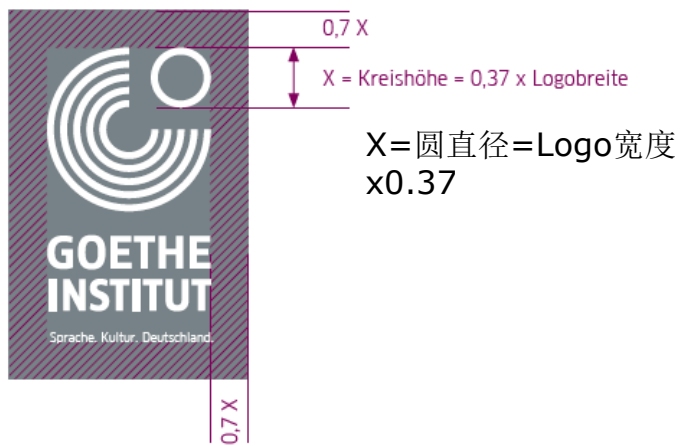 0,7 X
X = Kreishöhe = 0,37 x Logobreite
X=圆直径=Logo宽度
x0.37
GOETHE
INSTITUT
Sprache. Kultur. Deutschland.
0,7 X